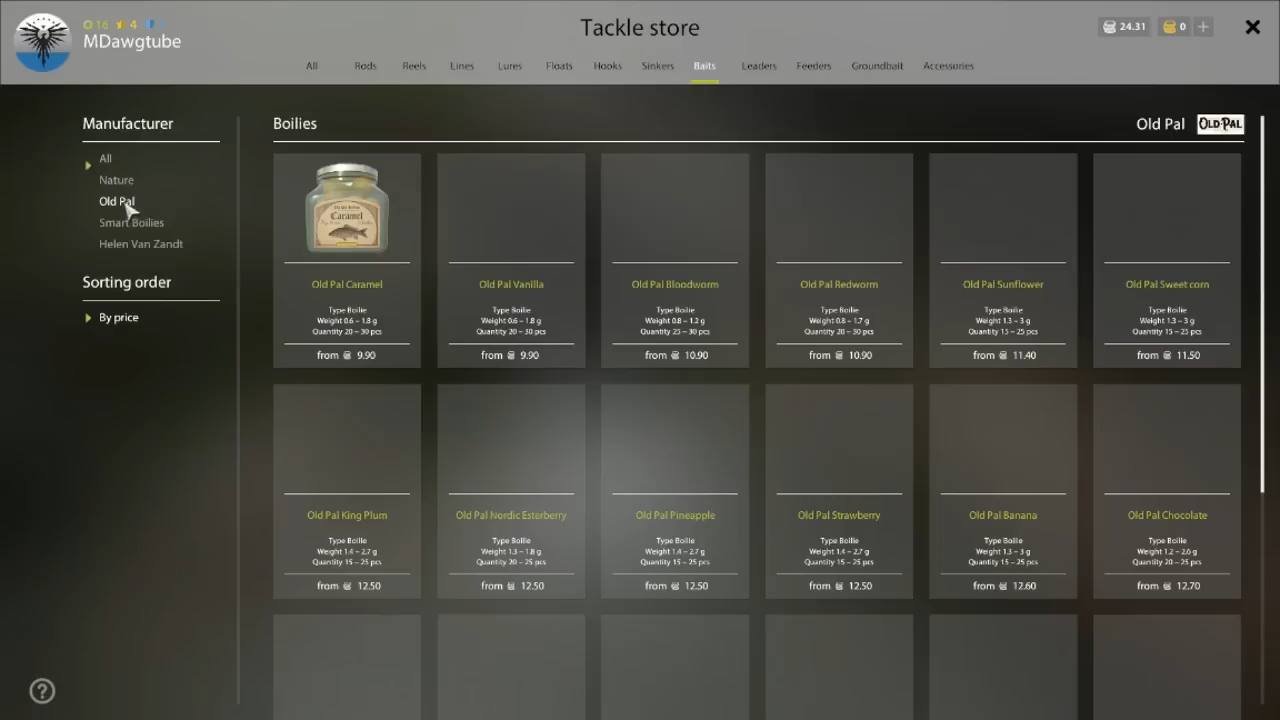 16 4
MDawgtube
Tackle store
24.31
0
All Rods Reels Lines Lures Floats Hooks Sinkers Baits Leaders Feeders Groundbait Accessories
Manufacturer
All
Nature
Old Pal
Smart Boilies
Helen Van Zandt
Sorting order
By price
Boilies
Old Pal OLD PAL
Caramel
Old Pal Caramel
Type Boilie
Weight 0.6 – 1.8 g
Quantity 20 – 30 pcs
from 9.90
Old Pal Vanilla
Type Boilie
Weight 0.6 – 1.8 g
Quantity 20 – 30 pcs
from 9.90
Old Pal Bloodworm
Type Boilie
Weight 0.8 – 1.2 g
Quantity 25 – 30 pcs
from 10.90
Old Pal Redworm
Type Boilie
Weight 0.8 – 1.7 g
Quantity 20 – 30 pcs
from 10.90
Old Pal Sunflower
Type Boilie
Weight 1.3 – 3 g
Quantity 15 – 25 pcs
from 11.40
Old Pal Sweet corn
Type Boilie
Weight 1.3 – 3 g
Quantity 15 – 25 pcs
from 11.50
Old Pal King Plum
Type Boilie
Weight 1.4 – 2.7 g
Quantity 15 – 25 pcs
from 12.50
Old Pal Nordic Esterberry
Type Boilie
Weight 1.3 – 1.8 g
Quantity 20 – 25 pcs
from 12.50
Old Pal Pineapple
Type Boilie
Weight 1.4 – 2.7 g
Quantity 15 – 25 pcs
from 12.50
Old Pal Strawberry
Type Boilie
Weight 1.4 – 2.7 g
Quantity 15 – 25 pcs
from 12.50
Old Pal Banana
Type Boilie
Weight 1.3 – 3 g
Quantity 15 – 25 pcs
from 12.60
Old Pal Chocolate
Type Boilie
Weight 1.2 – 2.6 g
Quantity 20 – 25 pcs
from 12.70